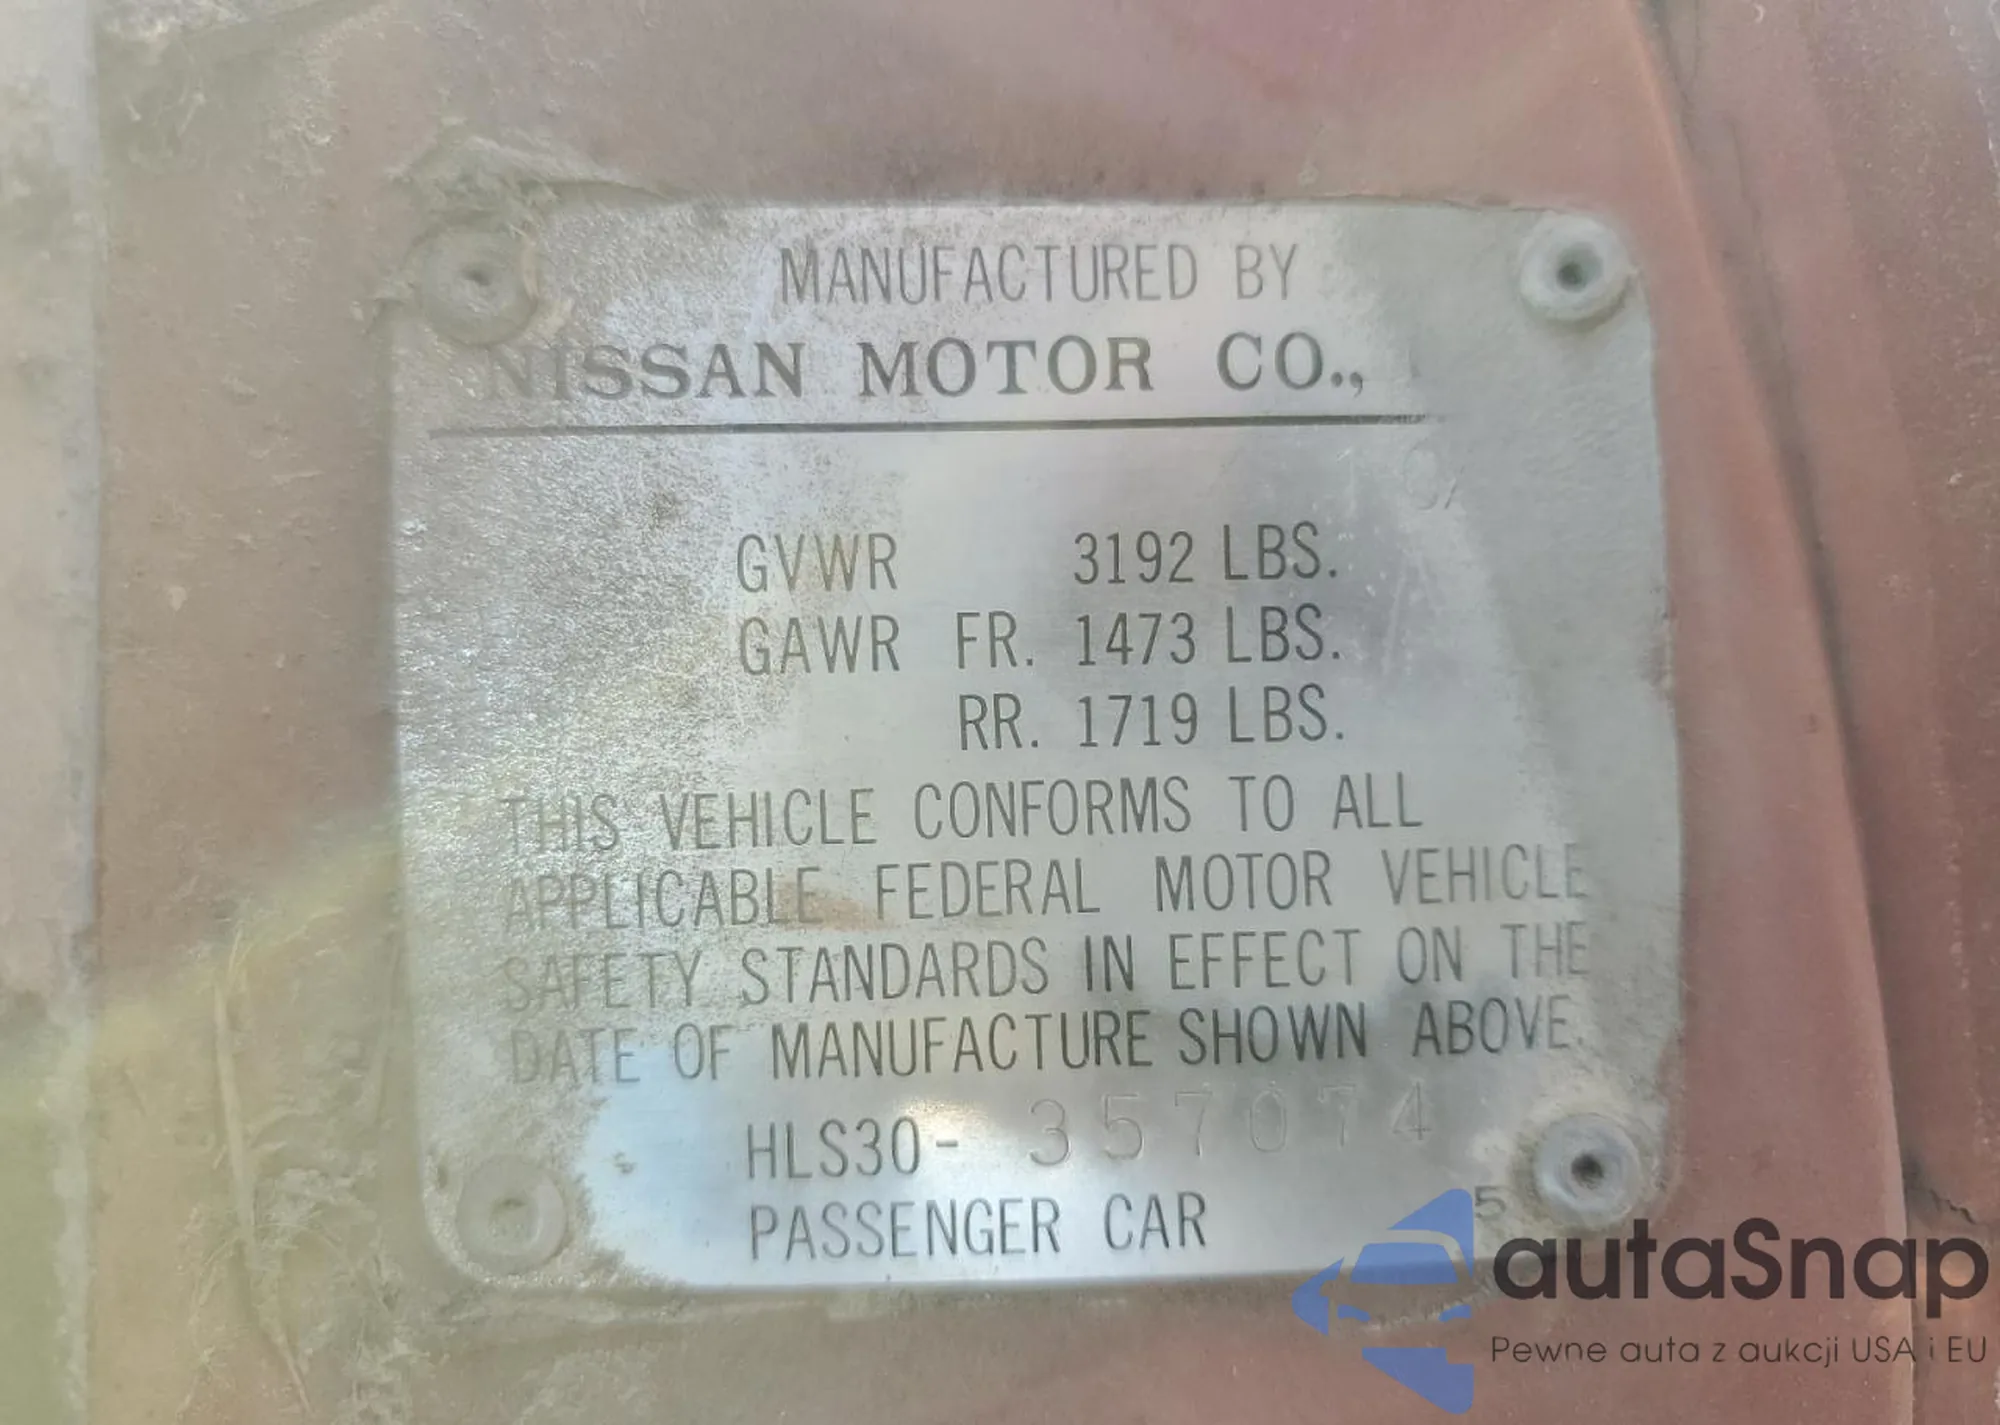 MANUFACTURED BY
NISSAN MOTOR CO.,
GVWR 3192 LBS.
GAWR FR. 1473 LBS.
RR. 1719 LBS.
THIS VEHICLE CONFORMS TO ALL
APPLICABLE FEDERAL MOTOR VEHICLE
SAFETY STANDARDS IN EFFECT ON THE
DATE OF MANUFACTURE SHOWN ABOVE.
HLS30- 357074
PASSENGER CAR 5
autaSnap
Pewne auta z aukcji USA i EU